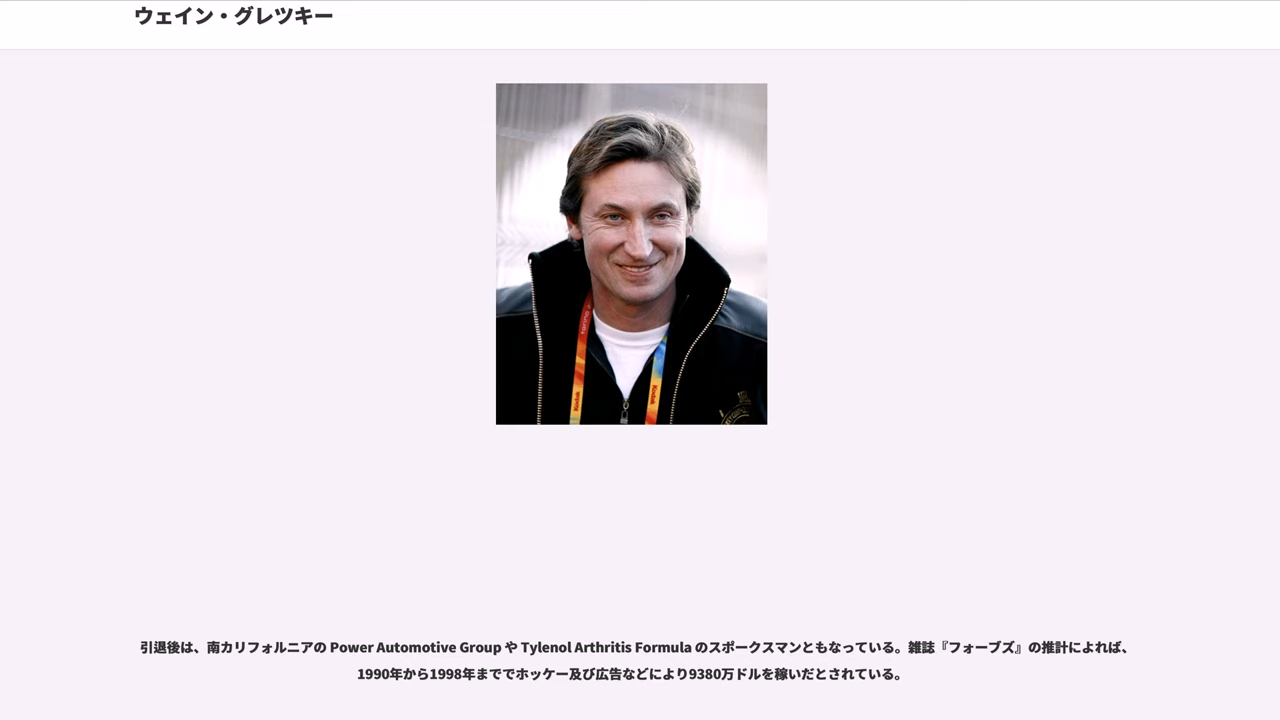 ウェイン・グレツキー
Kodak
Kodak
引退後は、南カリフォルニアの Power Automotive Group や Tylenol Arthritis Formula のスポークスマンともなっている。雑誌『フォーブズ』の推計によれば、
1990年から1998年まででホッケー及び広告などにより9380万ドルを稼いだとされている。